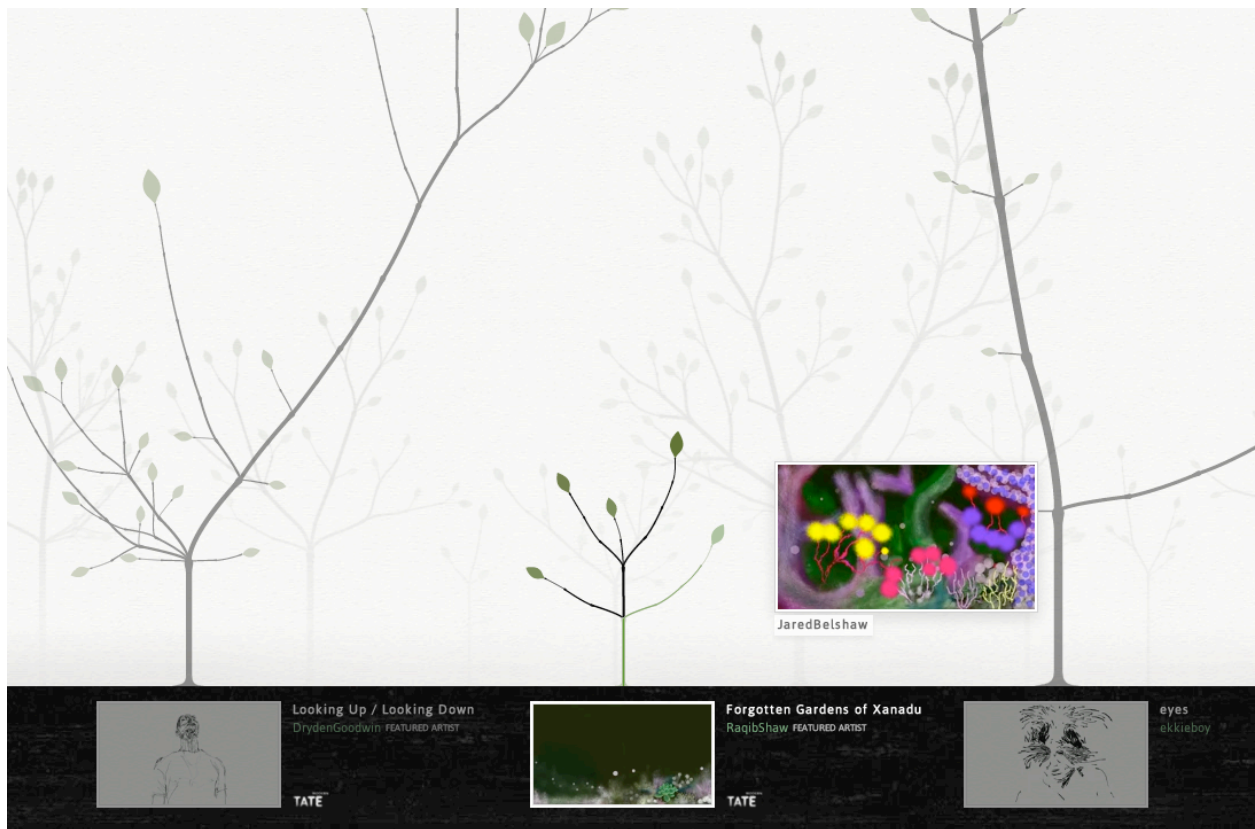 JaredBelshaw
Looking Up / Looking Down
DrydenGoodwin FEATURED ARTIST
TATE
Forgotten Gardens of Xanadu
RaqibShaw FEATURED ARTIST
TATE
eyes
ekkieboy